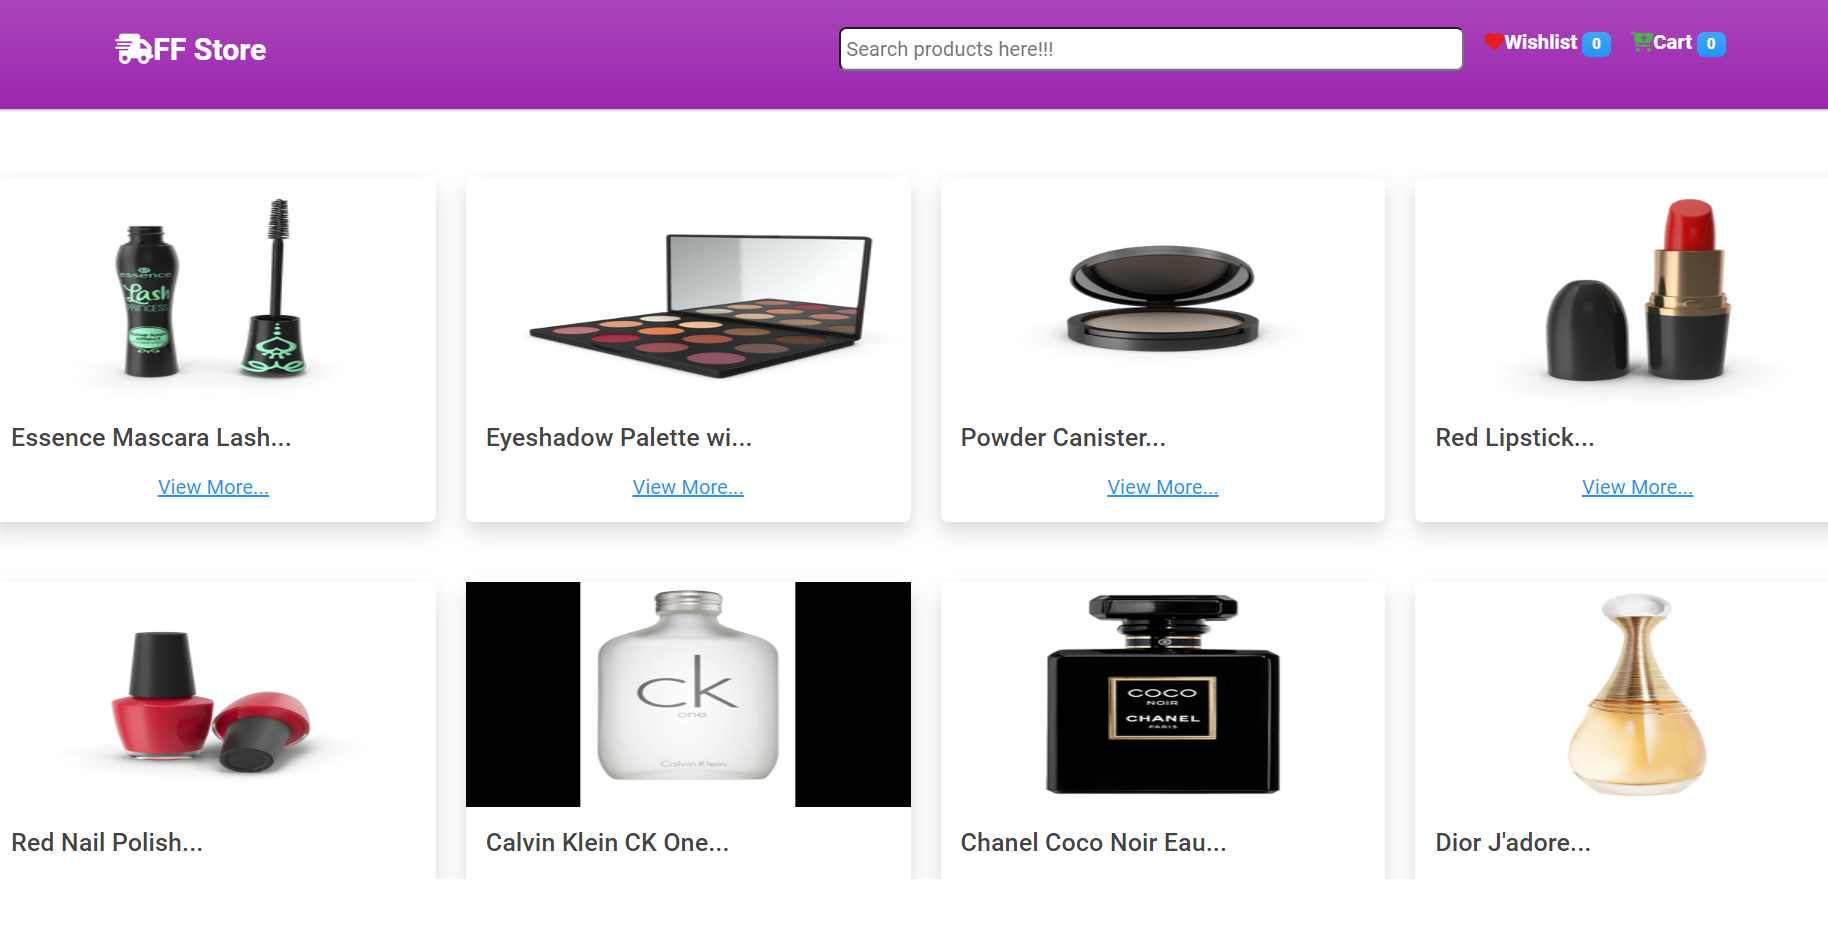 FF Store
Search products here!!!
Wishlist 0
Cart 0
essence
Lash
PRINCESS
Essence Mascara Lash...
Eyeshadow Palette wi...
Powder Canister...
Red Lipstick...
View More...
View More...
View More...
View More...
ck
one
Calvin Klein
COCO
NOIR
CHANEL
PARIS
Red Nail Polish...
Calvin Klein CK One...
Chanel Coco Noir Eau...
Dior J'adore...